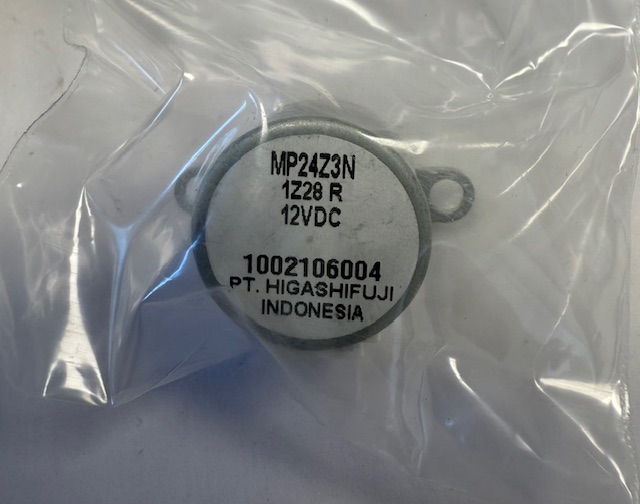 MP24Z3N
1Z28 R
12VDC
1002106004
PT. HIGASHIFUJI
INDONESIA